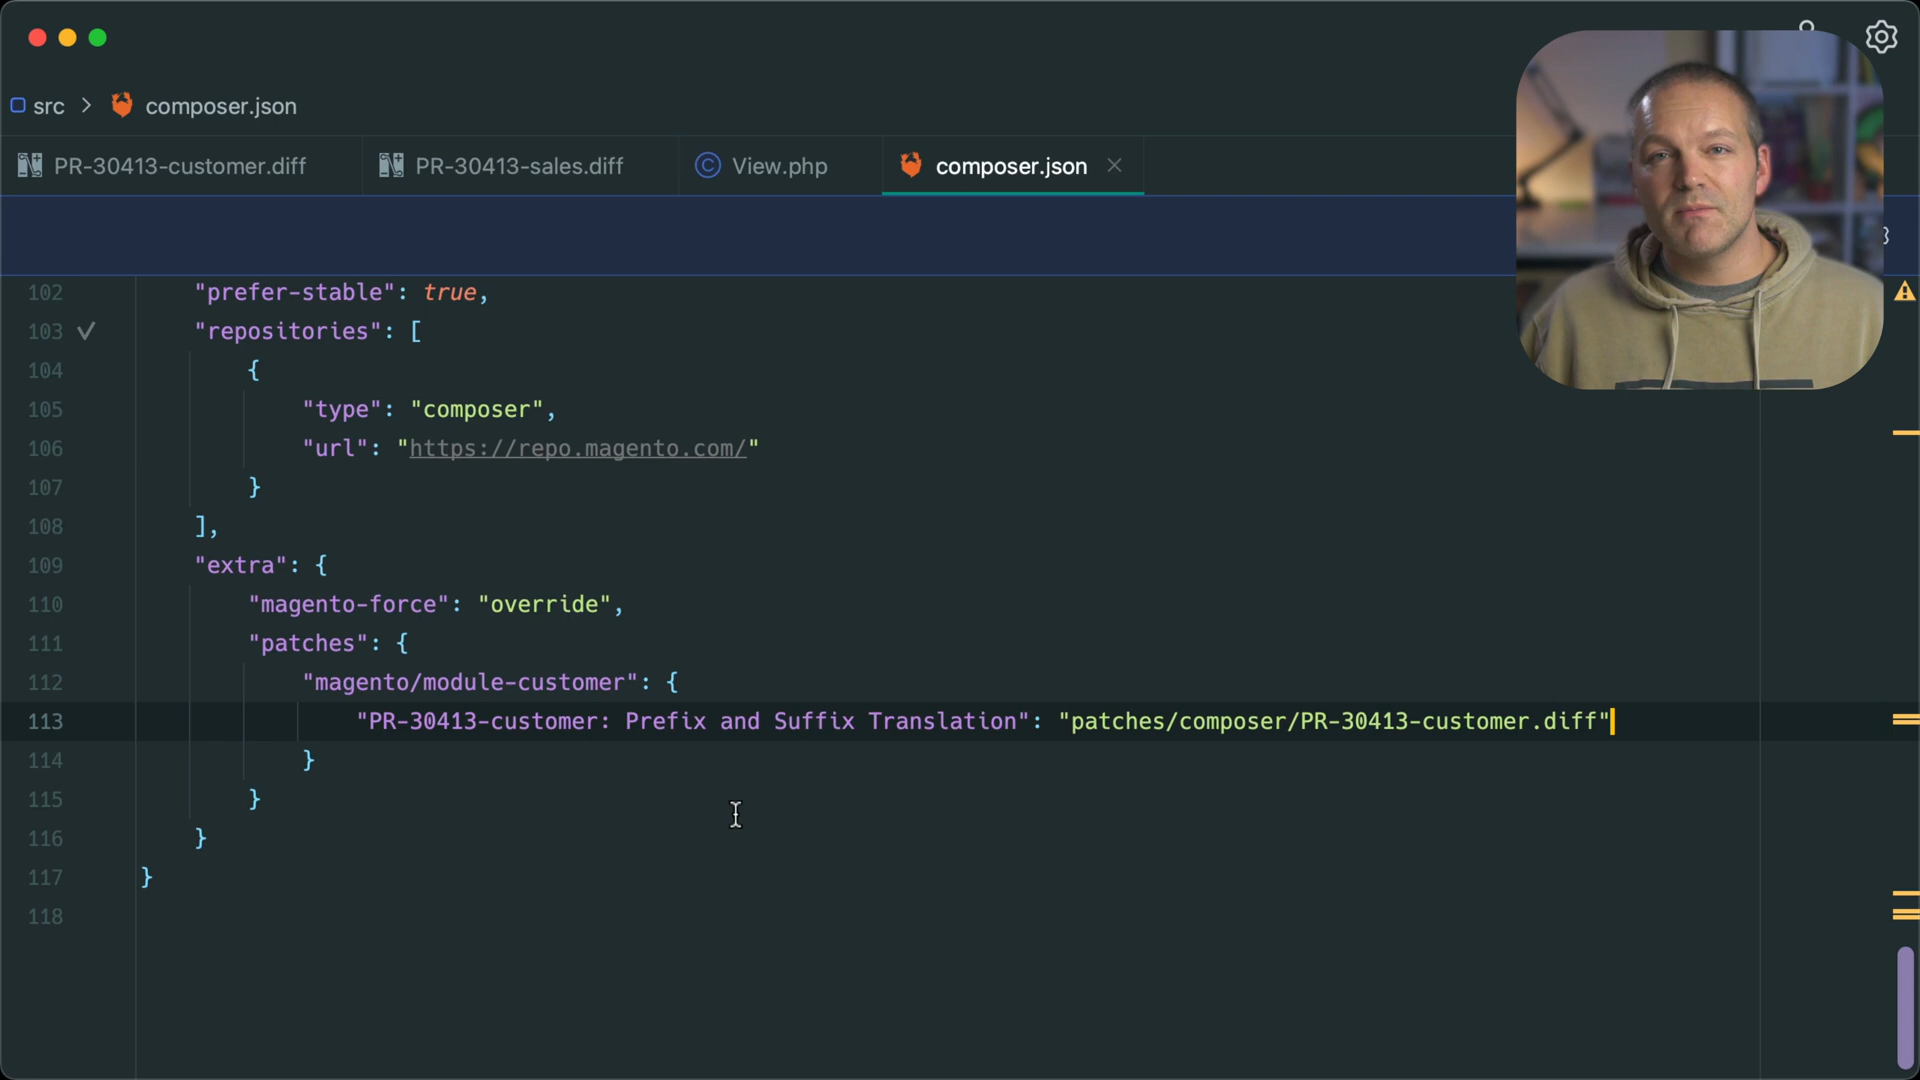 src > composer.json
PR-30413-customer.diff PR-30413-sales.diff View.php composer.json
102 "prefer-stable": true,
103 "repositories": [
104 {
105 "type": "composer",
106 "url": "https://repo.magento.com/"
107 }
108 ],
109 "extra": {
110 "magento-force": "override",
111 "patches": {
112 "magento/module-customer": {
113 "PR-30413-customer: Prefix and Suffix Translation": "patches/composer/PR-30413-customer.diff"
114 }
115 }
116 }
117 }
118